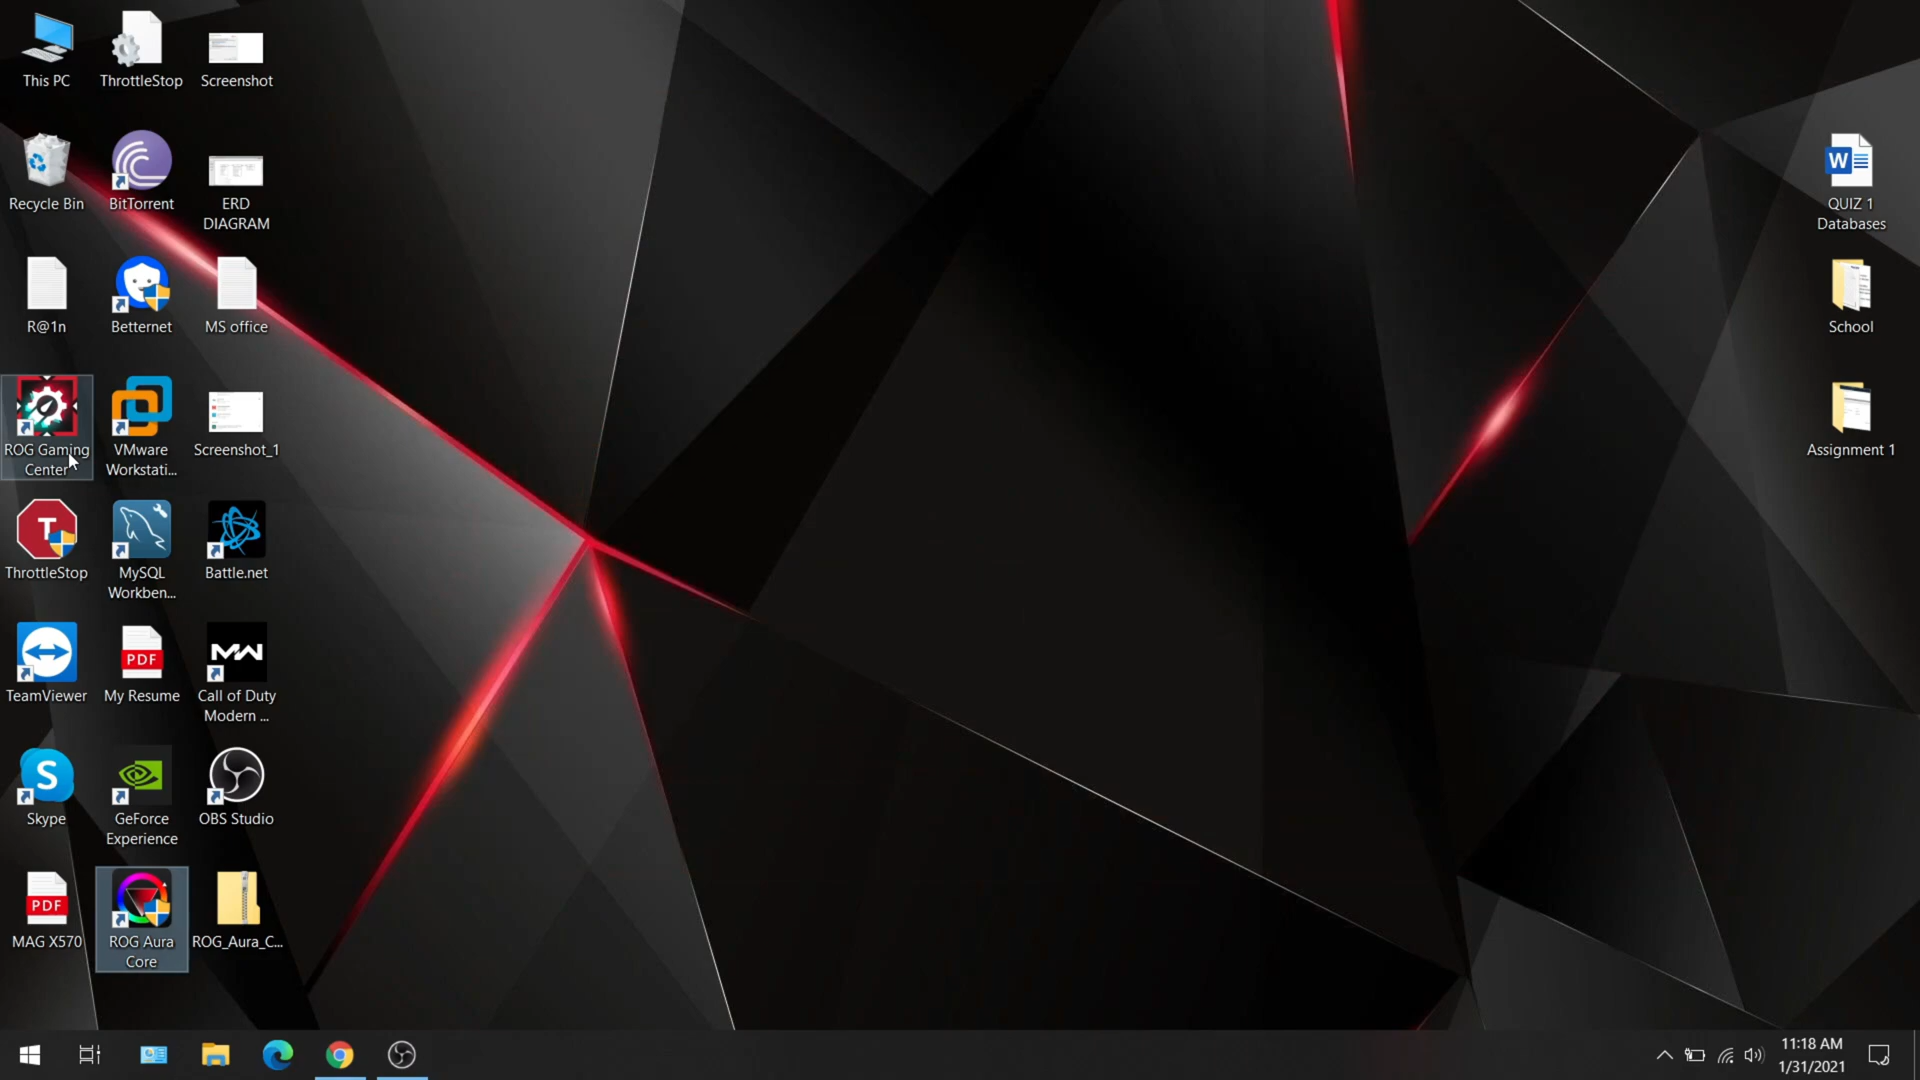 This PC
ThrottleStop
Screenshot
Recycle Bin
BitTorrent
ERD
DIAGRAM
R@1n
Betternet
MS office
ROG Gaming
Center
VMware
Workstati...
Screenshot_1
ThrottleStop
MySQL
Workben...
Battle.net
TeamViewer
PDF
My Resume
Call of Duty
Modern ...
Skype
GeForce
Experience
OBS Studio
PDF
MAG X570
ROG Aura
Core
ROG_Aura_C...
QUIZ 1
Databases
School
Assignment 1
11:18 AM
1/31/2021